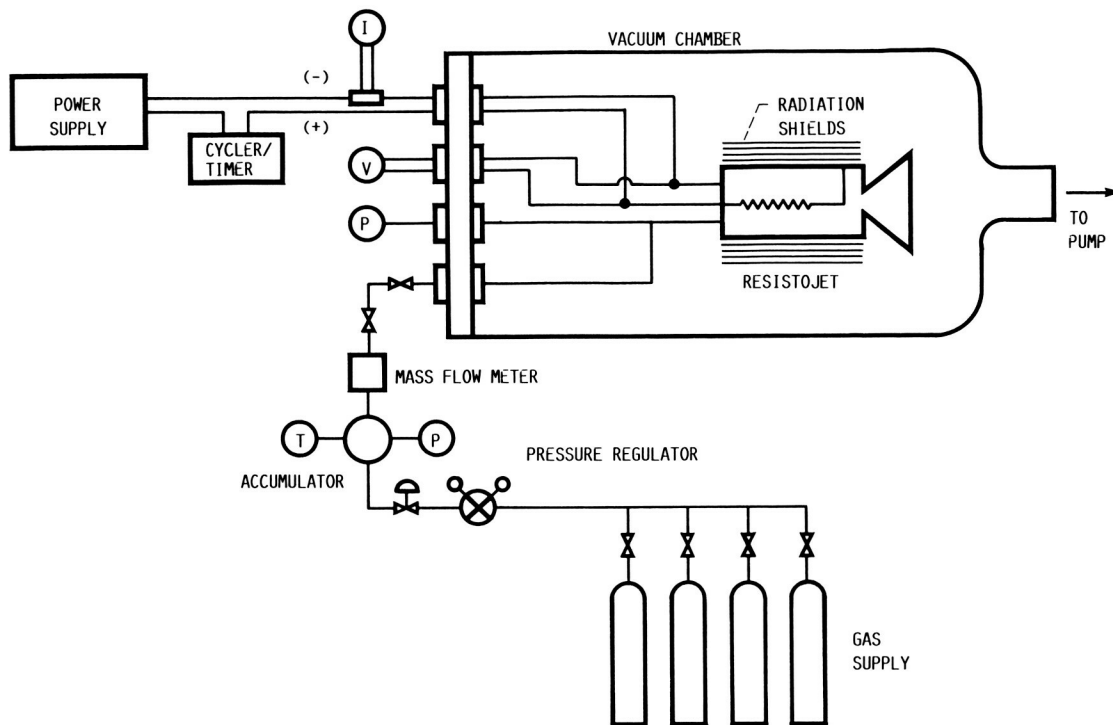 I
VACUUM CHAMBER
(-)
POWER
SUPPLY
(+)
CYCLER/
TIMER
RADIATION
SHIELDS
V
P
TO
PUMP
RESISTOJET
MASS FLOW METER
T
P
PRESSURE REGULATOR
ACCUMULATOR
GAS
SUPPLY